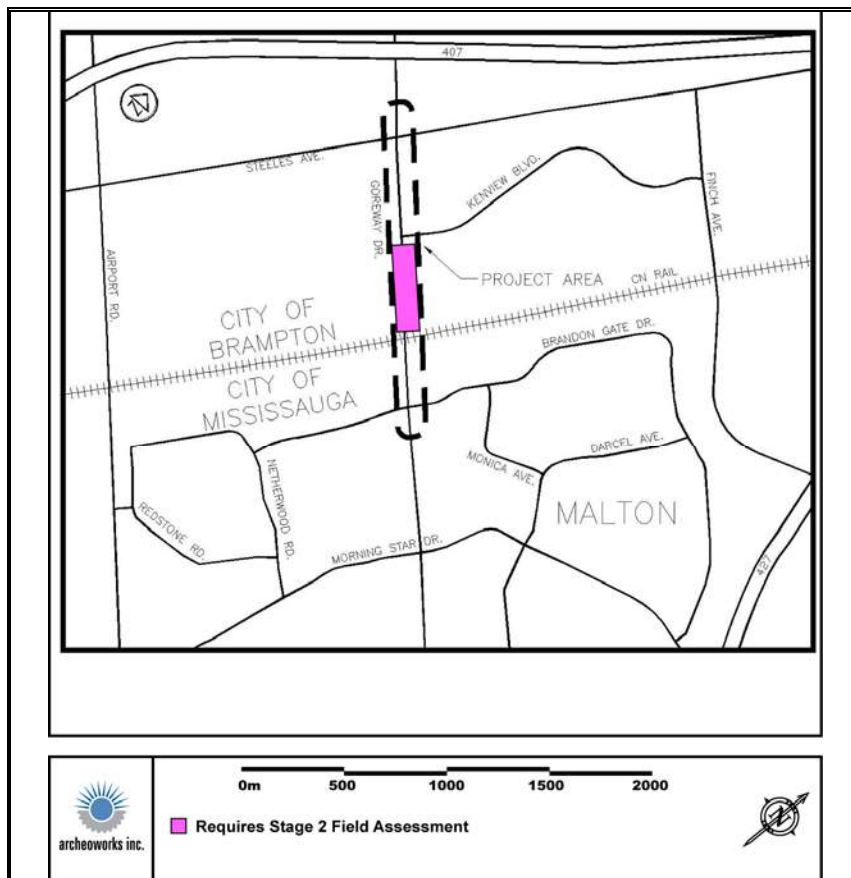 407
STEELES AVE.
GOREWAY DR.
KENVIEW BLVD.
FINCH AVE.
AIRPORT RD.
PROJECT AREA
CN RAIL
CITY OF
BRAMPTON
BRANDON GATE DR.
CITY OF
MISSISSAUGA
NETHERWOOD RD.
MONICA AVE.
DARCEL AVE.
REDSTONE RD.
MALTON
MORNING STAR DR.
427
0m 500 1000 1500 2000
archeoworks inc.
Requires Stage 2 Field Assessment
N